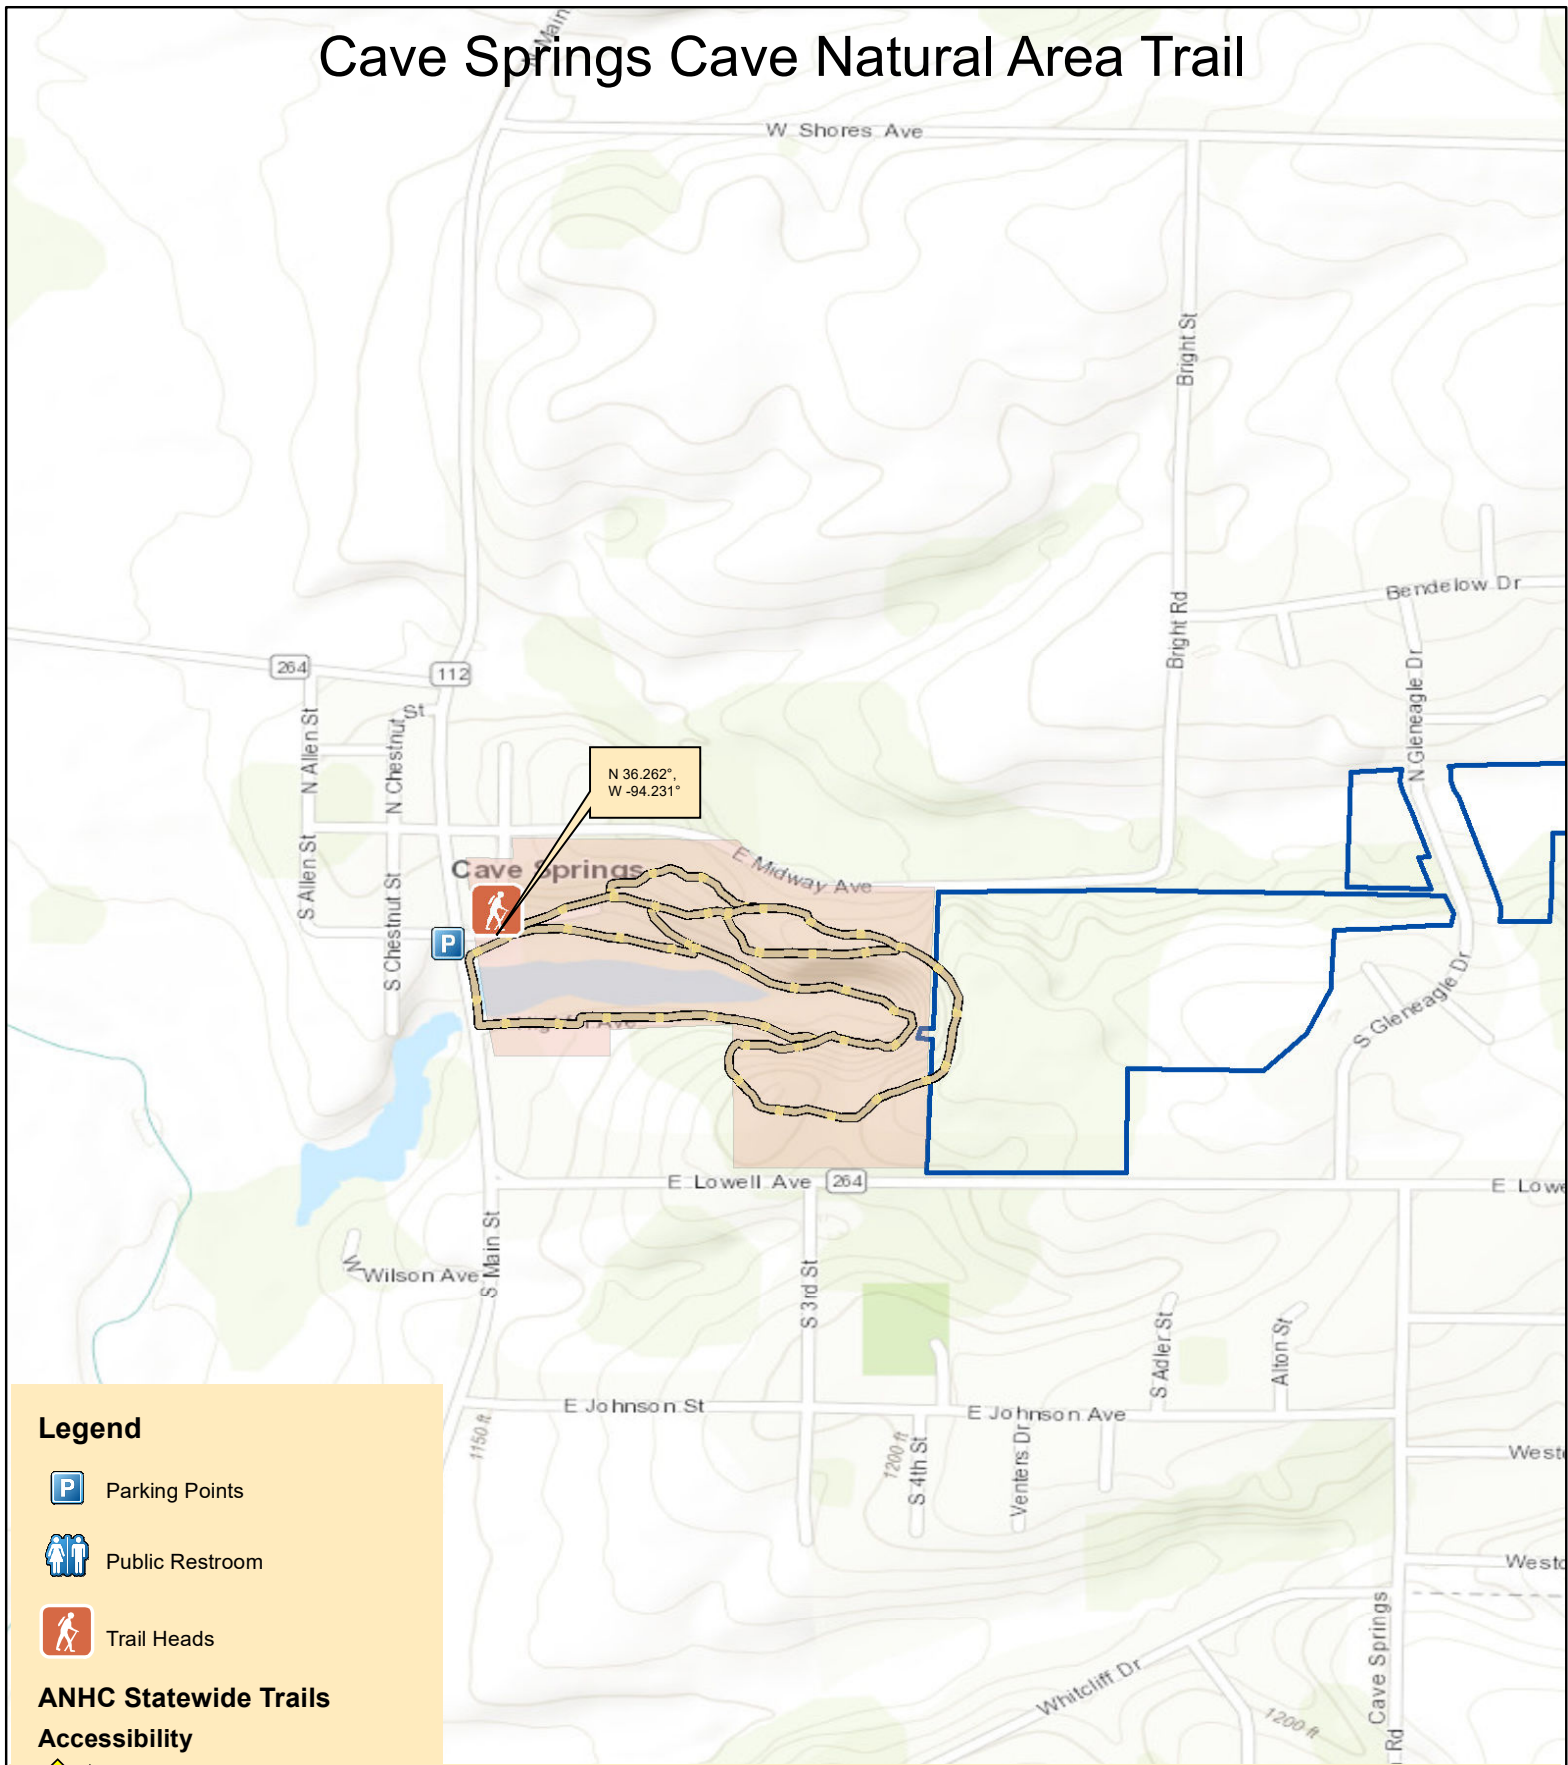 Cave Springs Cave Natural Area Trail
Main
W Shores Ave
Bright St
Bendelow Dr
Bright Rd
264
112
N Gleneagle Dr
St
N Allen St
N Chestnut
N 36.262°,
W -94.231°
Cave Springs
E Midway Ave
S Allen St
S Chestnut St
P
Ave
S Gleneagle Dr
E Lowell Ave
264
E Lowe
W
Wilson Ave
S Main St
S 3rd St
S Adler St
Alton St
E Johnson St
E Johnson Ave
1150 ft
1200 ft
S 4th St
Venters Dr
West
West
Whitcliff Dr
Cave Springs
Rd
1200 ft
Legend
P
Parking Points
Public Restroom
Trail Heads
ANHC Statewide Trails
Accessibility